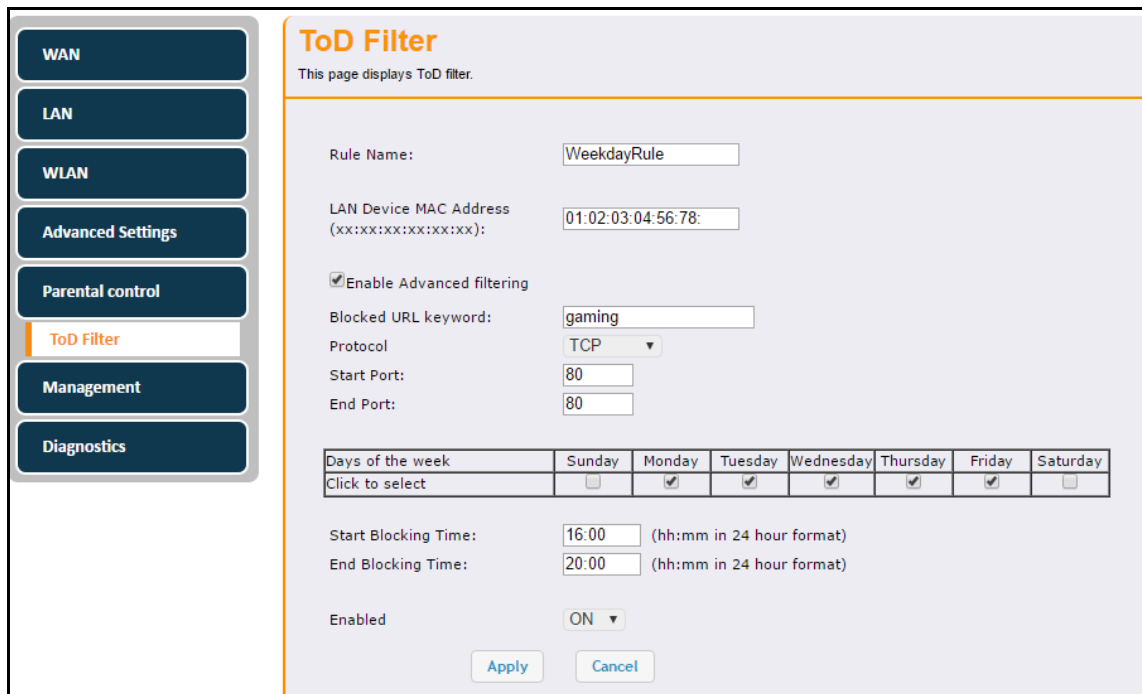 WAN
LAN
WLAN
Advanced Settings
Parental control
ToD Filter
Management
Diagnostics
ToD Filter
This page displays ToD filter.
Rule Name: WeekdayRule
LAN Device MAC Address
(xx:xx:xx:xx:xx:xx): 01:02:03:04:56:78:
Enable Advanced filtering
Blocked URL keyword: gaming
Protocol TCP
Start Port: 80
End Port: 80
Days of the week Sunday Monday Tuesday Wednesday Thursday Friday Saturday
Click to select
Start Blocking Time: 16:00 (hh:mm in 24 hour format)
End Blocking Time: 20:00 (hh:mm in 24 hour format)
Enabled ON
Apply Cancel